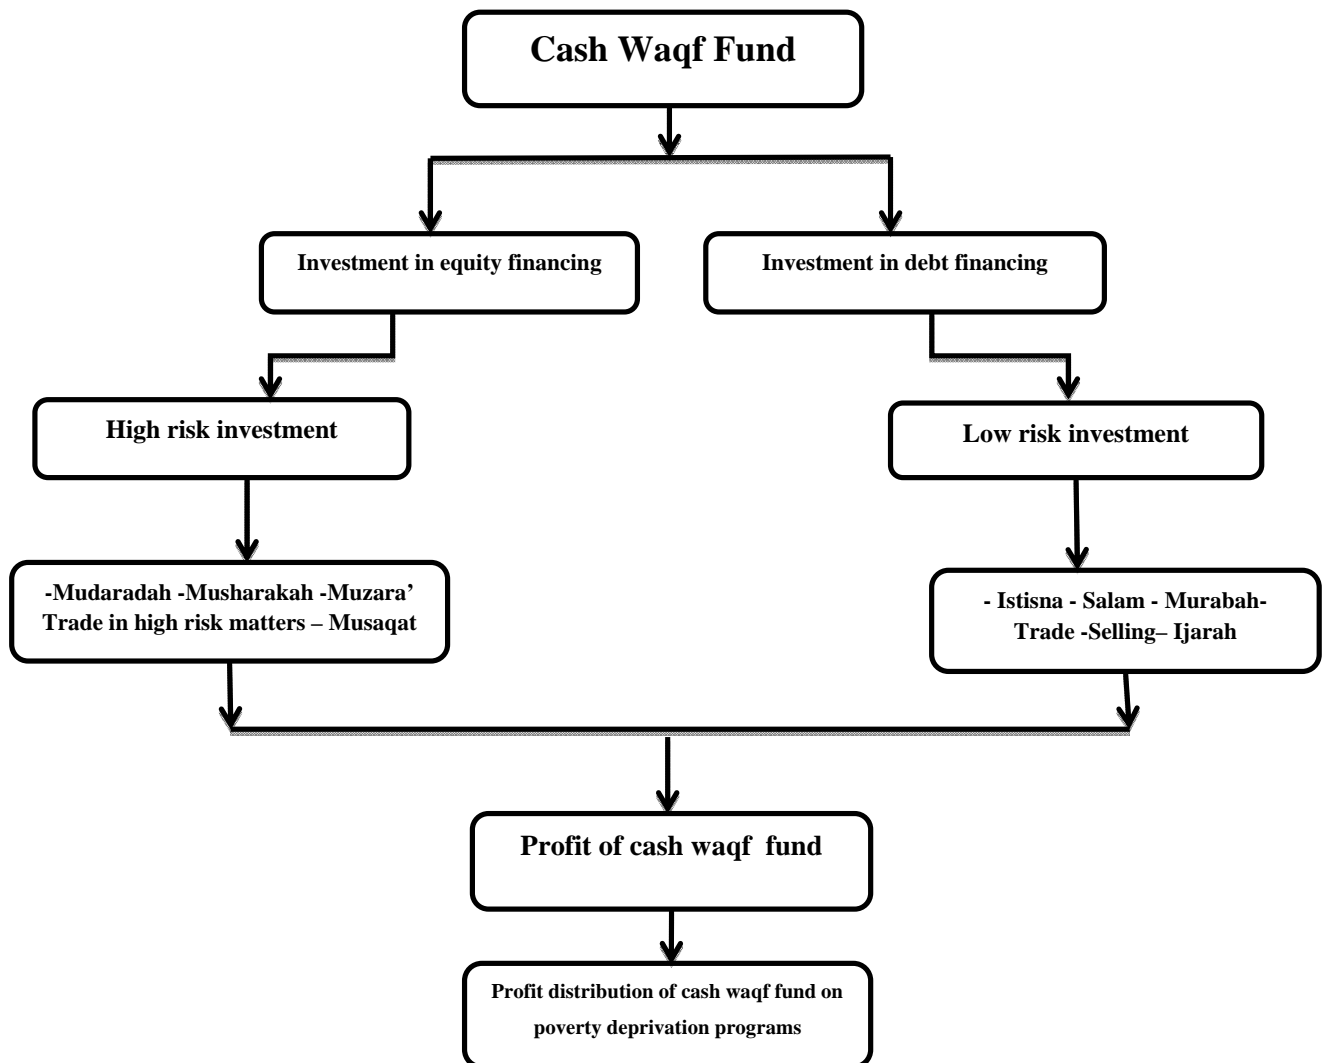 Cash Waqf Fund
Investment in equity financing
Investment in debt financing
High risk investment
Low risk investment
-Mudaradah -Musharakah -Muzara’
Trade in high risk matters – Musaqat
- Istisna - Salam - Murabah-
Trade -Selling– Ijarah
Profit of cash waqf fund
Profit distribution of cash waqf fund on
poverty deprivation programs